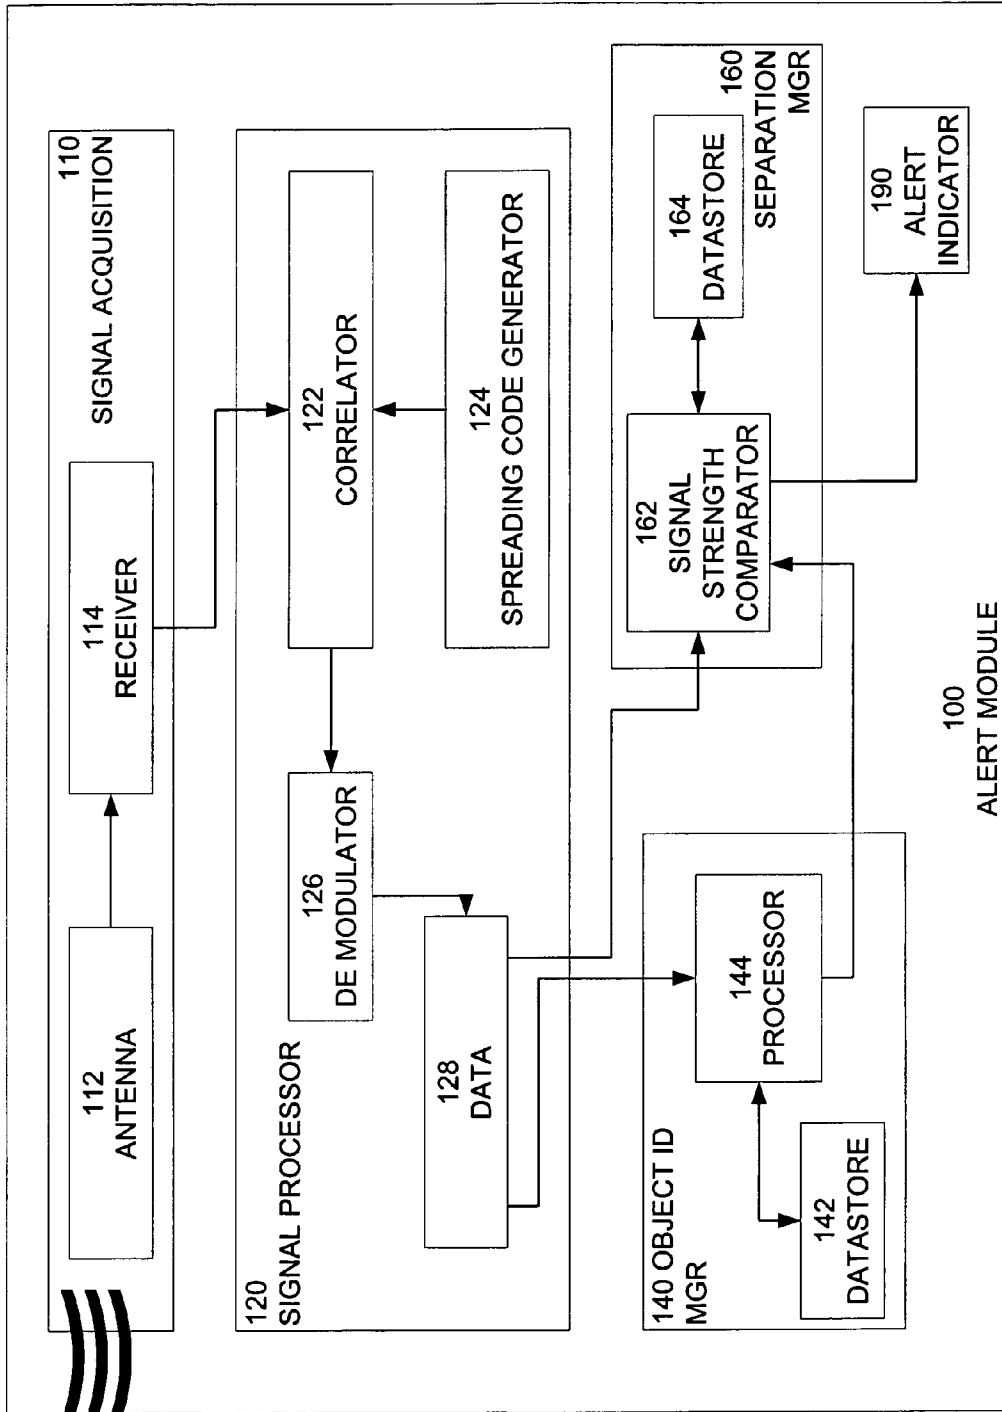 110
SIGNAL ACQUISITION
112
ANTENNA
114
RECEIVER
120
SIGNAL PROCESSOR
122
CORRELATOR
124
SPREADING CODE GENERATOR
126
DE MODULATOR
128
DATA
140 OBJECT ID
MGR
142
DATASTORE
144
PROCESSOR
160
SEPARATION
MGR
162
SIGNAL
STRENGTH
COMPARATOR
164
DATASTORE
190
ALERT
INDICATOR
100
ALERT MODULE